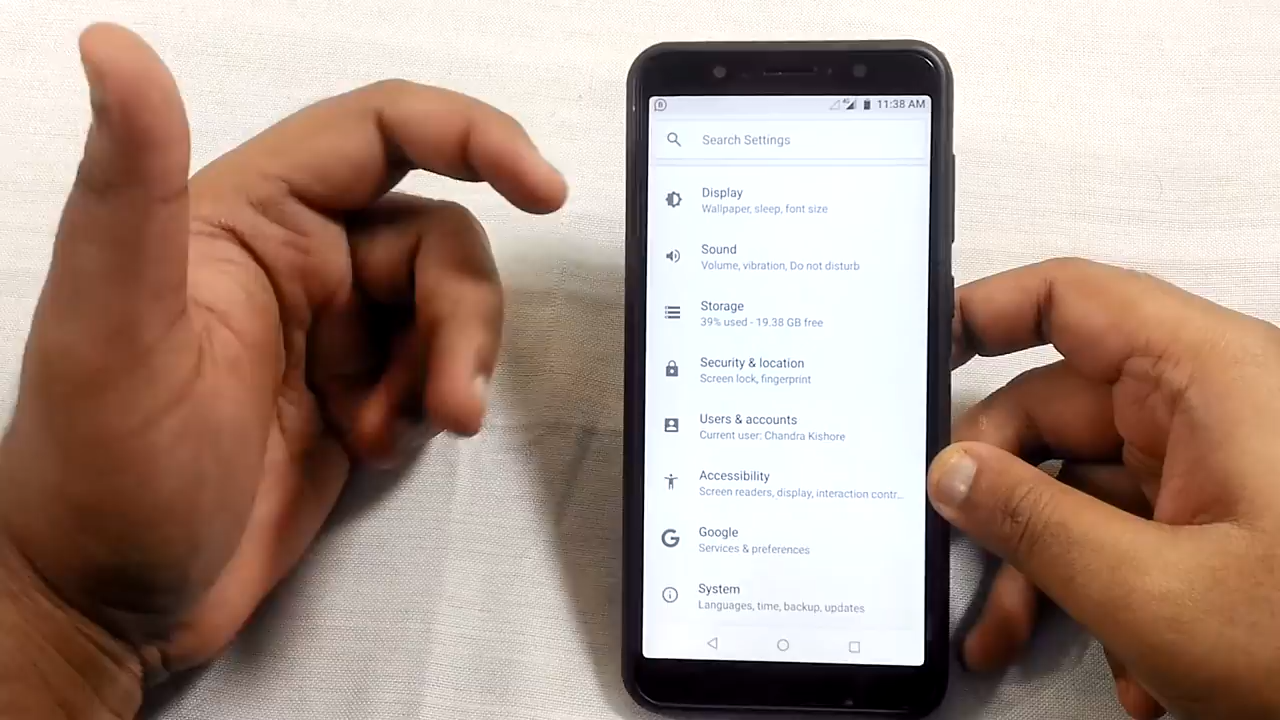 11:38 AM
Search Settings
Display
Wallpaper, sleep, font size
Sound
Volume, vibration, Do not disturb
Storage
39% used - 19.38 GB free
Security & location
Screen lock, fingerprint
Users & accounts
Current user: Chandra Kishore
Accessibility
Screen readers, display, interaction contr...
Google
Services & preferences
System
Languages, time, backup, updates